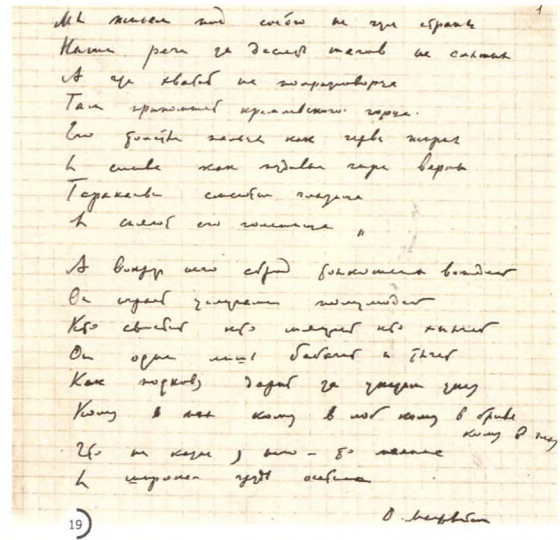 1
Мы живем под собою не чуя страны
Наши речи за десять шагов не слышны
А где хватит на полразговорца
Там припомнят кремлевского горца.
Его толстые пальцы как черви жирны
И слова как пудовые гири верны
Тараканьи смеются глазища
И сияют его голенища
А вокруг него сброд тонкошеих вождей
Он играет услугами полулюдей
Кто свистит кто мяучит кто хнычет
Он один лишь бабачит и тычет
Как подкову дарит за указом указ
Кому в пах кому в лоб кому в бровь
кому в глаз
Что ни казнь у него – то малина
И широкая грудь осетина
О. Мандельштам
19